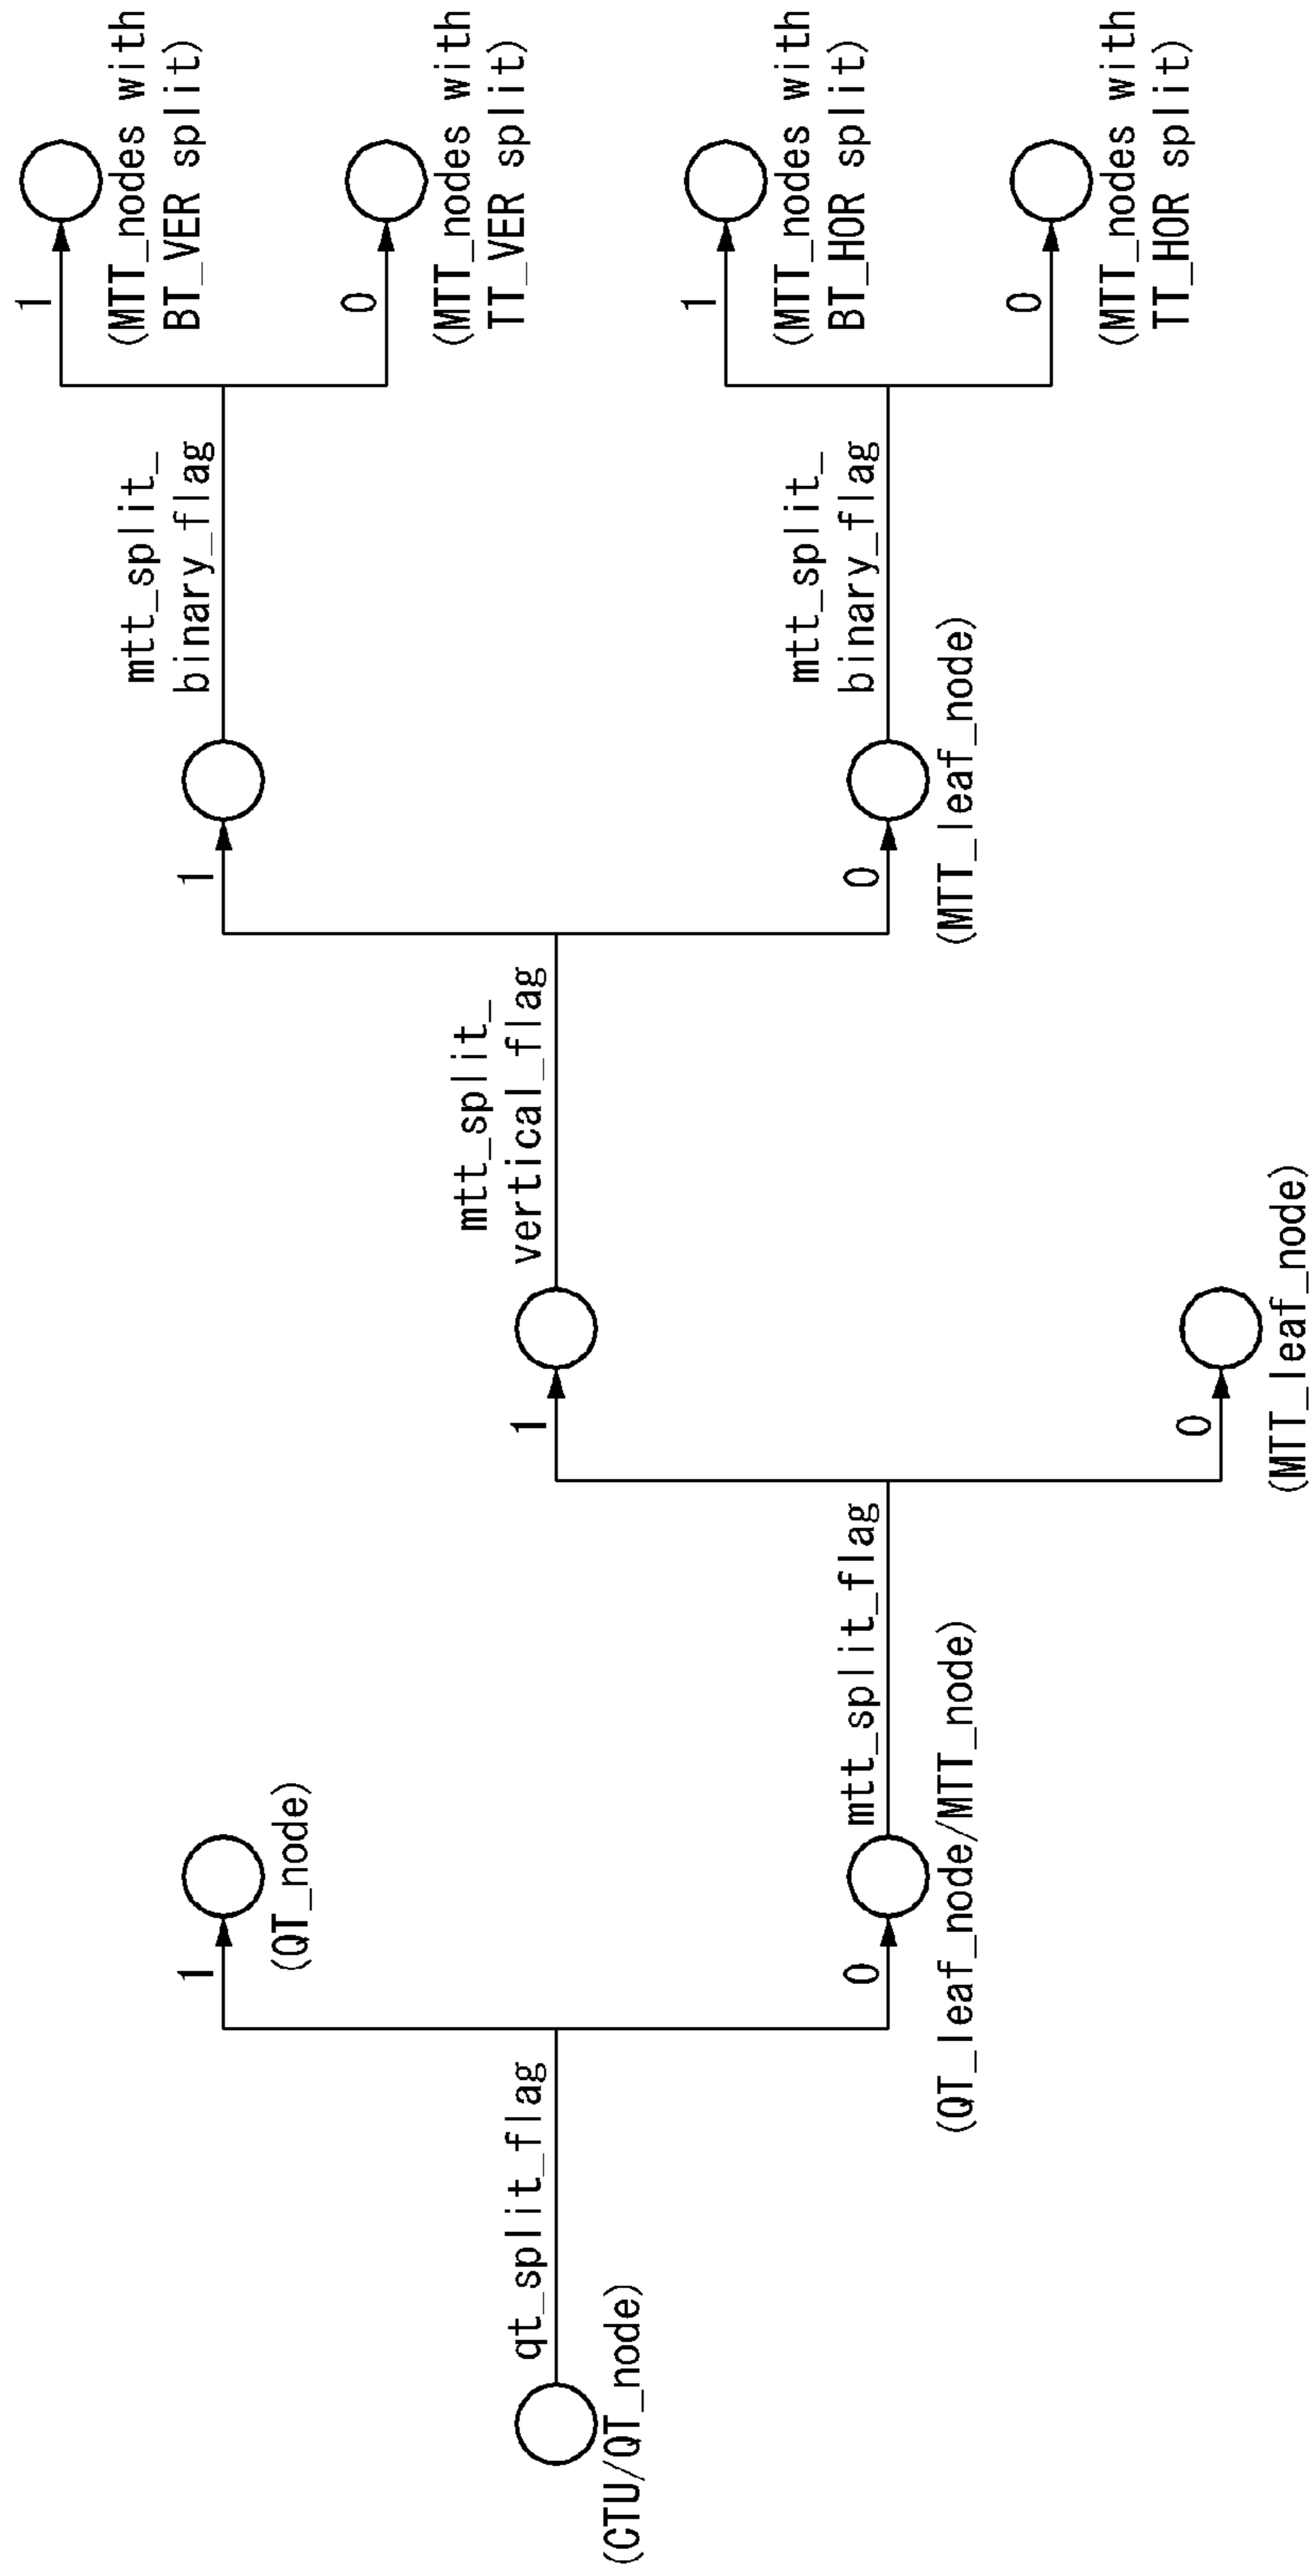 (CTU/QT_node)
qt_split_flag
1
(QT_node)
0
(QT_leaf_node/MTT_node)
mtt_split_flag
1
0
(MTT_leaf_node)
mtt_split_
vertical_flag
1
0
(MTT_leaf_node)
mtt_split_
binary_flag
1
(MTT_nodes with
BT_VER split)
0
(MTT_nodes with
TT_VER split)
mtt_split_
binary_flag
1
(MTT_nodes with
BT_HOR split)
0
(MTT_nodes with
TT_HOR split)